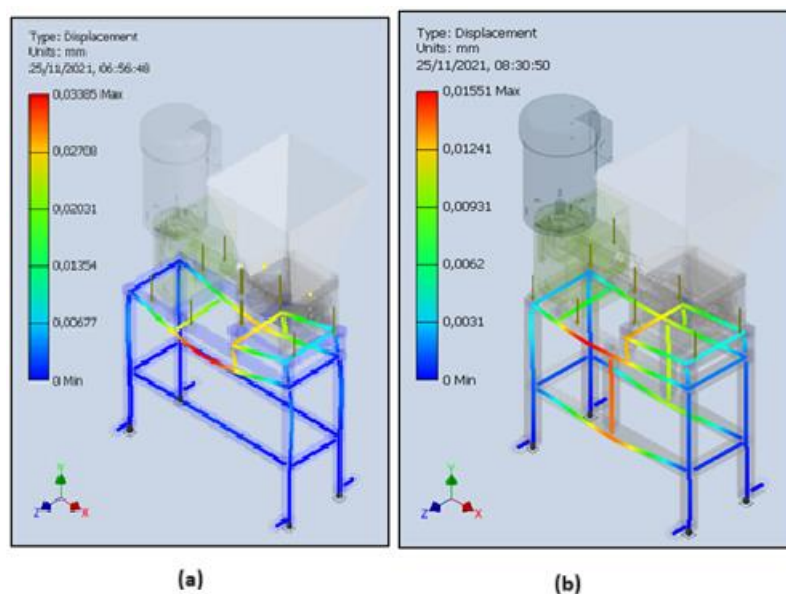 Type: Displacement
Units: mm
25/11/2021, 06:56:48
0,03385 Max
0,02708
0,02031
0,01354
0,00677
0 Min
Y
Z
X
(a)
Type: Displacement
Units: mm
25/11/2021, 08:30:50
0,01551 Max
0,01241
0,00931
0,0062
0,0031
0 Min
Y
Z
X
(b)